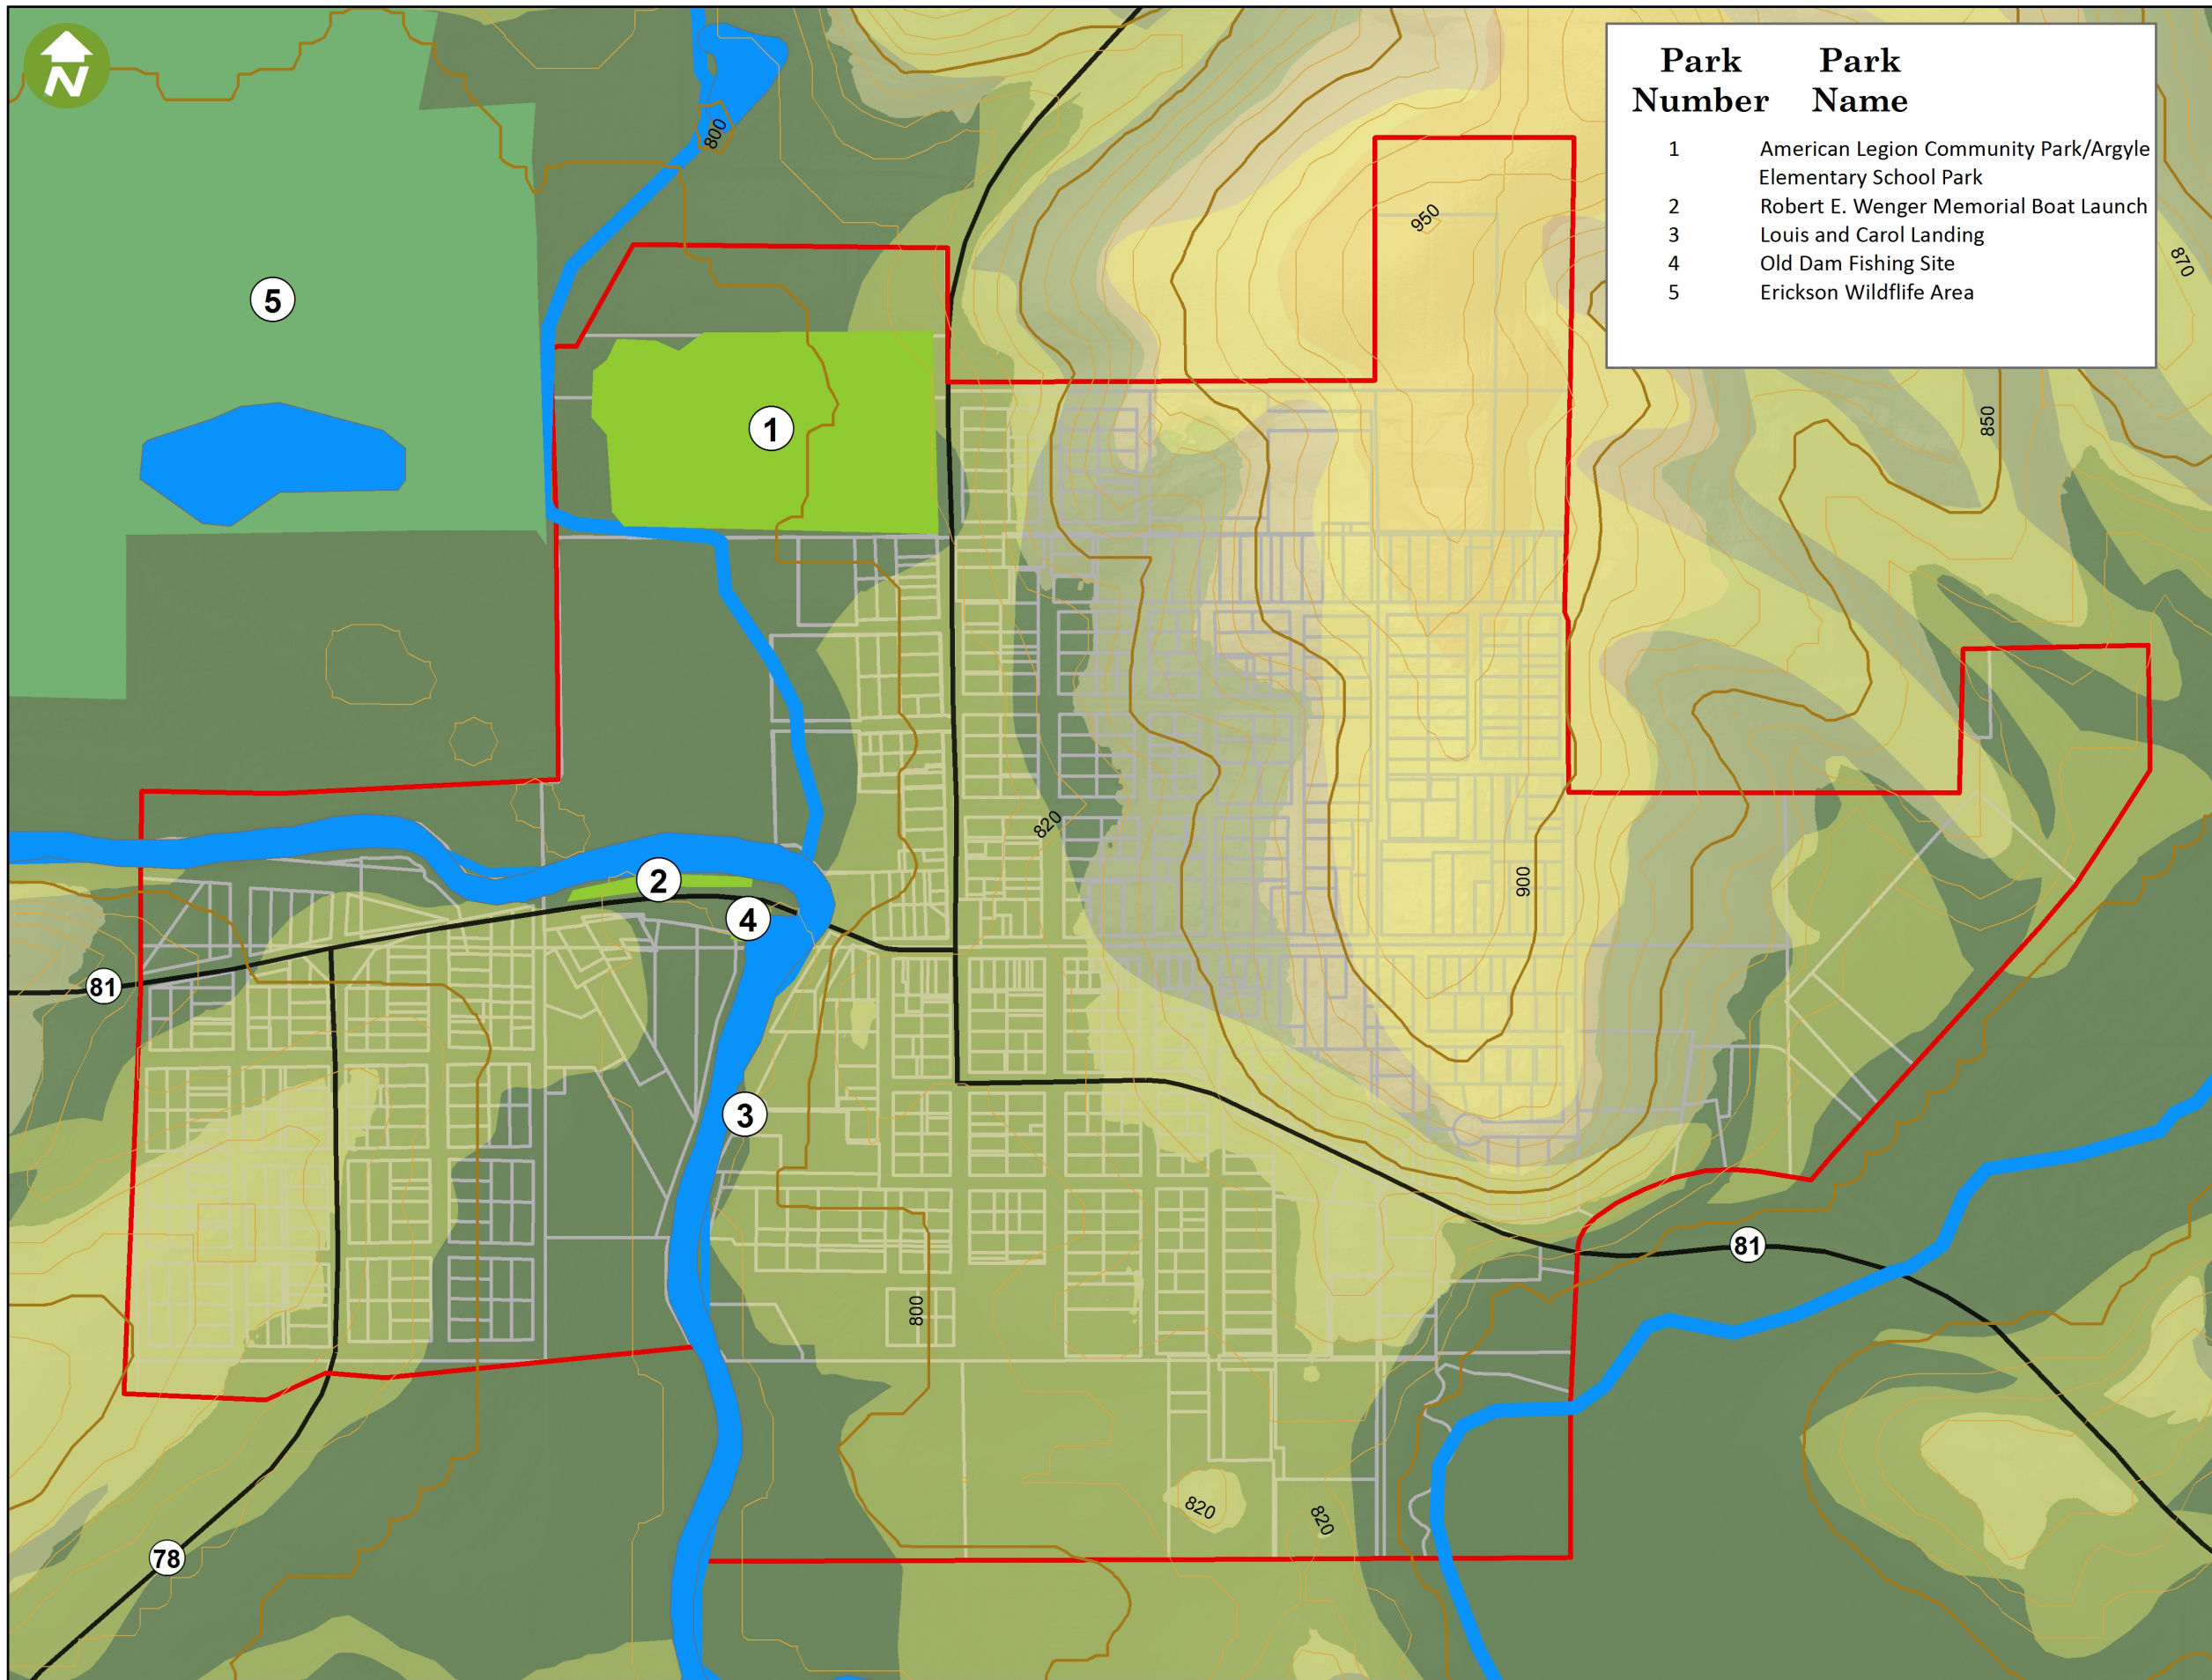 N
Park Number Park Name
1 American Legion Community Park/Argyle
Elementary School Park
2 Robert E. Wenger Memorial Boat Launch
3 Louis and Carol Landing
4 Old Dam Fishing Site
5 Erickson Wildflife Area
800
950
870
5
850
1
820
2
900
4
81
3
81
800
820
820
78